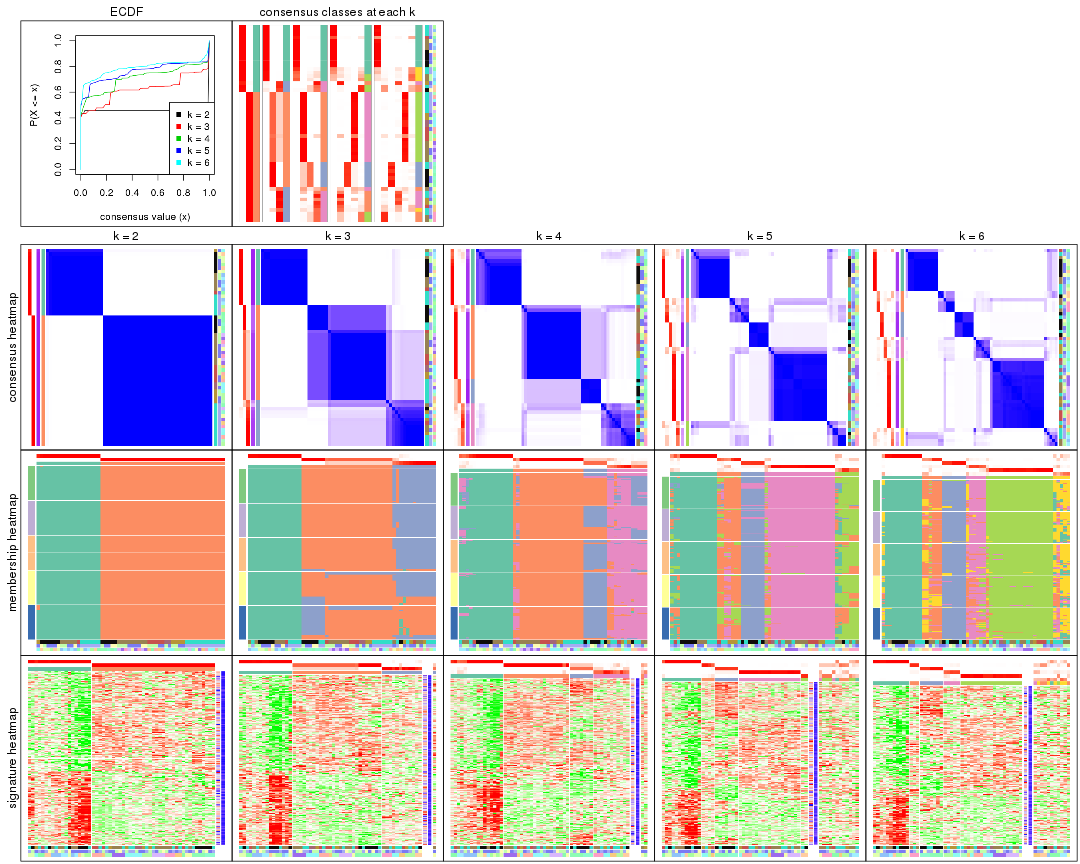 ECDF
consensus classes at each k
P(X <= x)
1.0
0.8
0.6
0.4
0.2
0.0
k = 2
k = 3
k = 4
k = 5
k = 6
0.0 0.2 0.4 0.6 0.8 1.0
consensus value (x)
k = 2
k = 3
k = 4
k = 5
k = 6
consensus heatmap
membership heatmap
signature heatmap